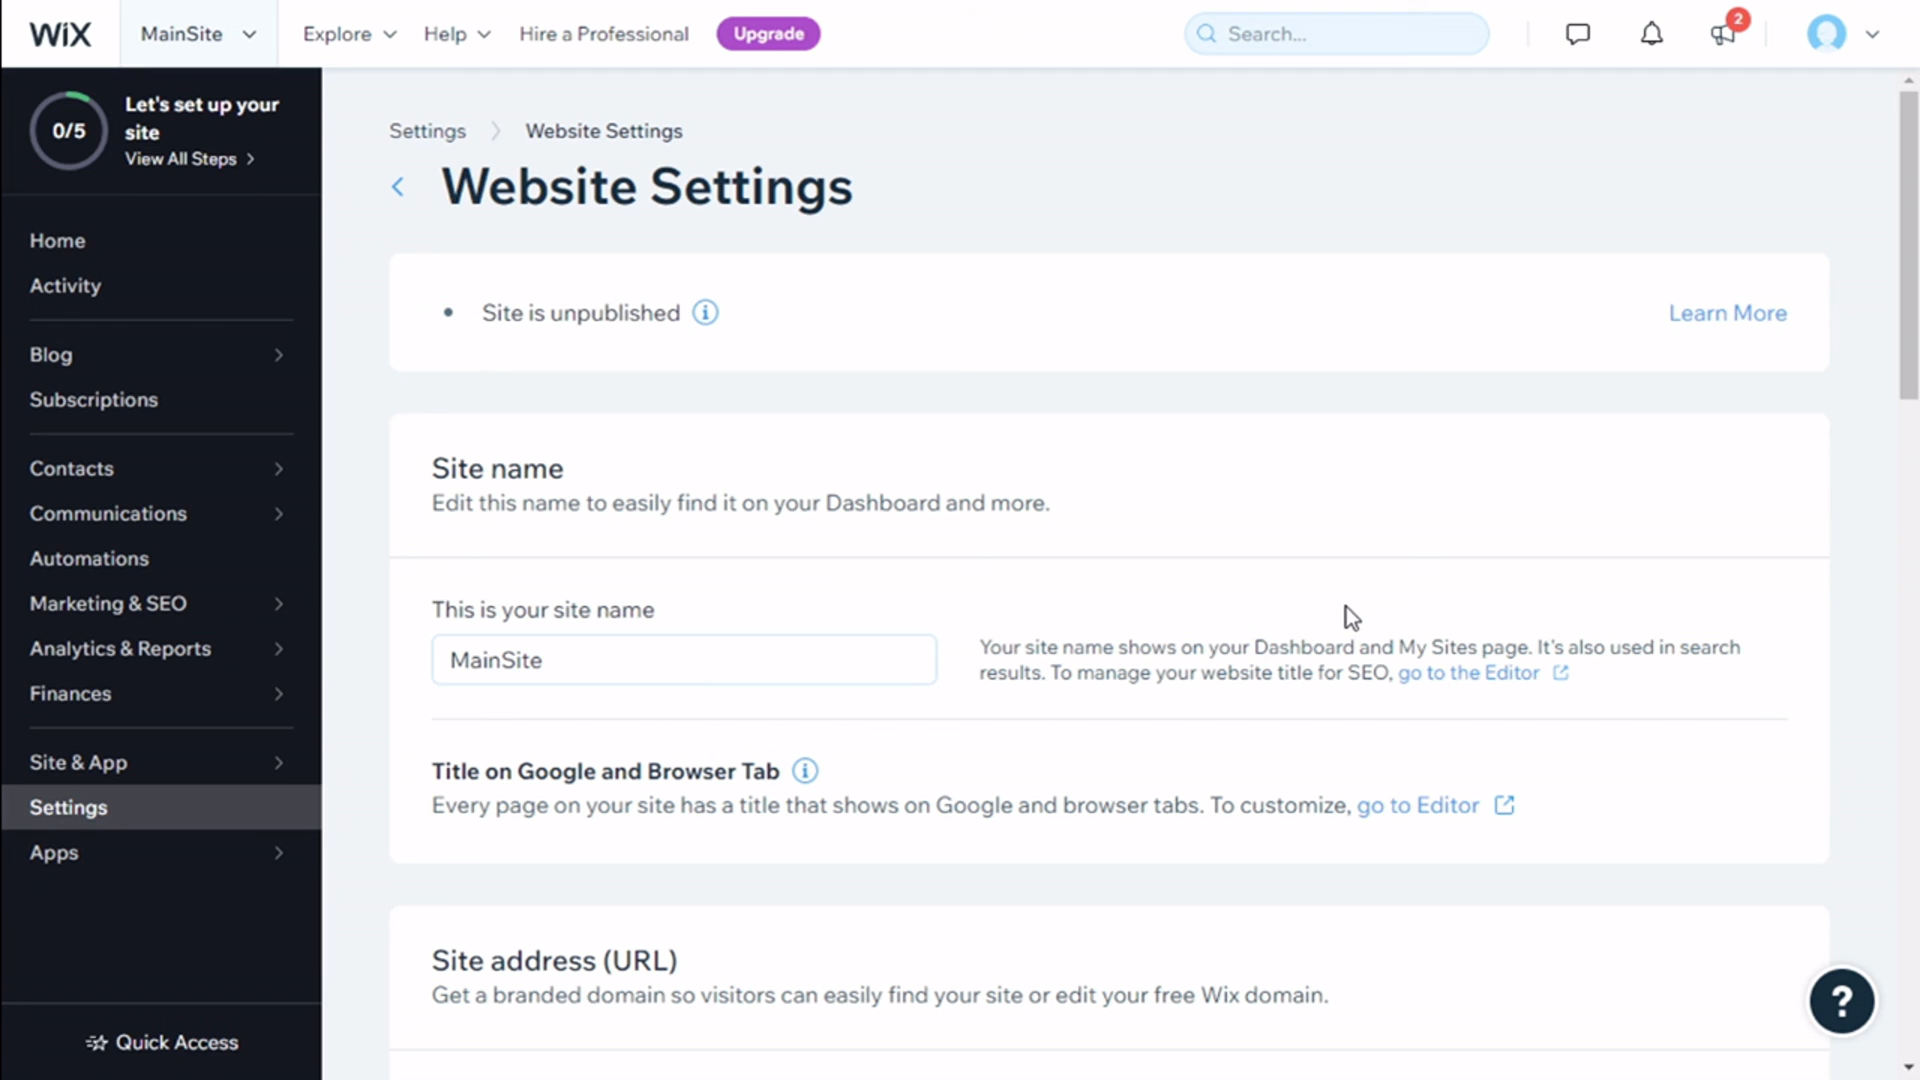 WiX
MainSite
Explore
Help
Hire a Professional
Upgrade
Search...
2
0/5
Let's set up your
site
View All Steps
Home
Activity
Blog
Subscriptions
Contacts
Communications
Automations
Marketing & SEO
Analytics & Reports
Finances
Site & App
Settings
Apps
Quick Access
Settings
Website Settings
Website Settings
Site is unpublished
Learn More
Site name
Edit this name to easily find it on your Dashboard and more.
This is your site name
MainSite
Your site name shows on your Dashboard and My Sites page. It's also used in search
results. To manage your website title for SEO, go to the Editor
Title on Google and Browser Tab
Every page on your site has a title that shows on Google and browser tabs. To customize, go to Editor
Site address (URL)
Get a branded domain so visitors can easily find your site or edit your free Wix domain.
?